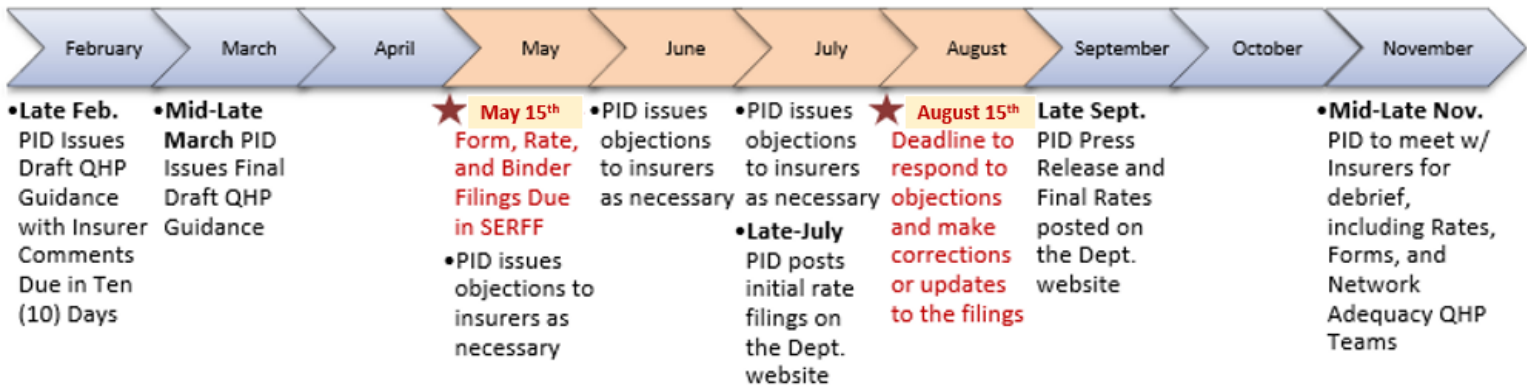 February
March
April
May
June
July
August
September
October
November
•Late Feb.
PID Issues
Draft QHP
Guidance
with Insurer
Comments
Due in Ten
(10) Days
•Mid-Late
March PID
Issues Final
Draft QHP
Guidance
May 15th
Form, Rate,
and Binder
Filings Due
in SERFF
•PID issues
objections to
insurers as
necessary
•PID issues
objections
to insurers
as necessary
•PID issues
objections
to insurers
as necessary
•Late-July
PID posts
initial rate
filings on
the Dept.
website
August 15th
Deadline to
respond to
objections
and make
corrections
or updates
to the filings
Late Sept.
PID Press
Release and
Final Rates
posted on
the Dept.
website
•Mid-Late Nov.
PID to meet w/
Insurers for
debrief,
including Rates,
Forms, and
Network
Adequacy QHP
Teams